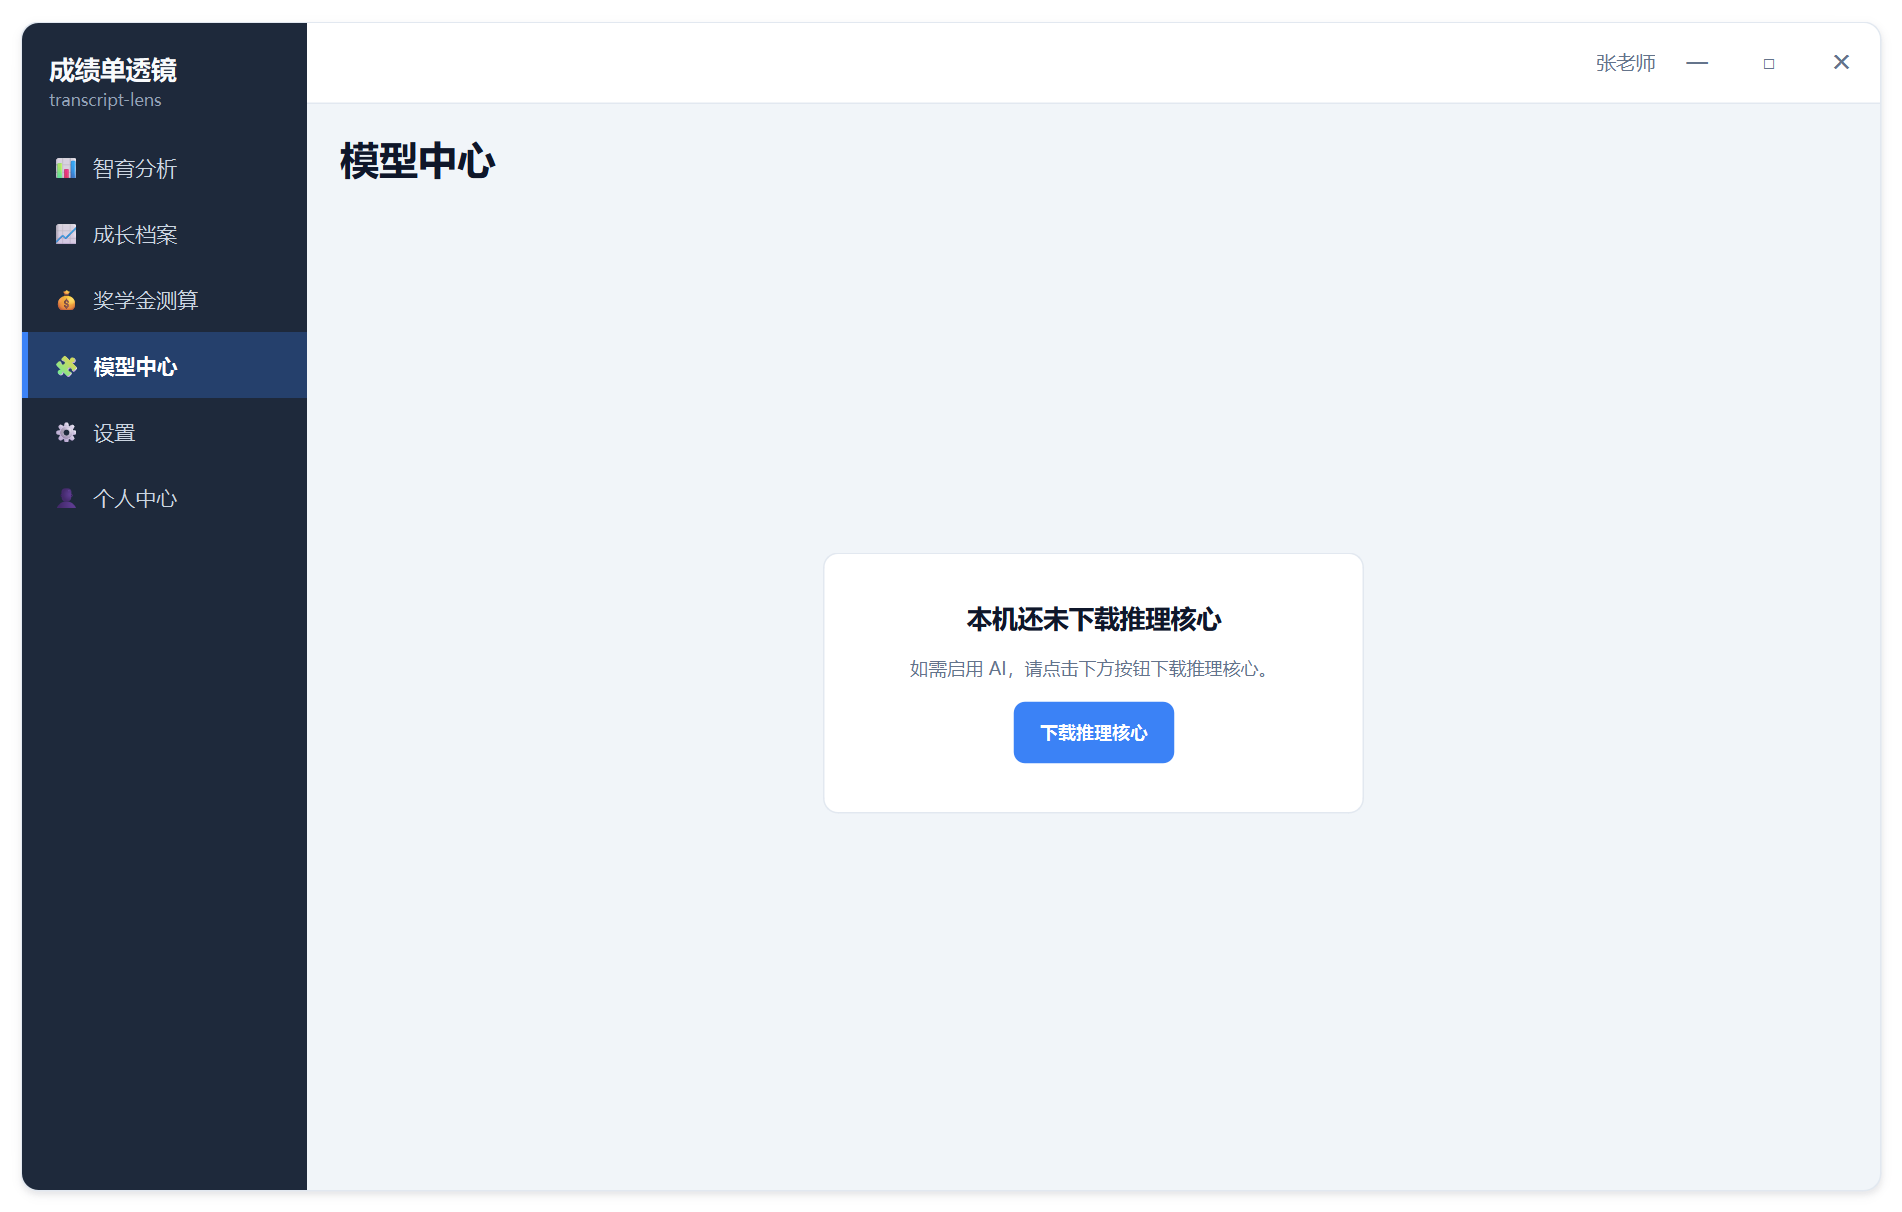 成绩单透镜
transcript-lens
智育分析
成长档案
奖学金测算
模型中心
设置
个人中心
张老师
模型中心
本机还未下载推理核心
如需启用 AI，请点击下方按钮下载推理核心。
下载推理核心